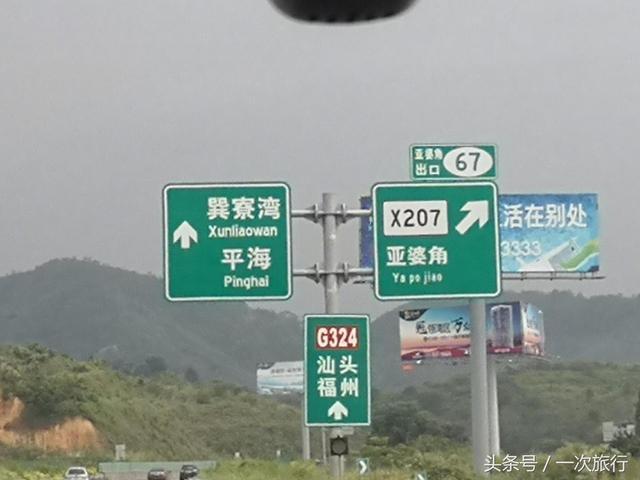 亚婆角
出口 67
巽寮湾
Xunliaowan
平海
Pinghai
X207
亚婆角
Ya po jiao
活在别处
3333
G324
汕头
福州
头条号/一次旅行